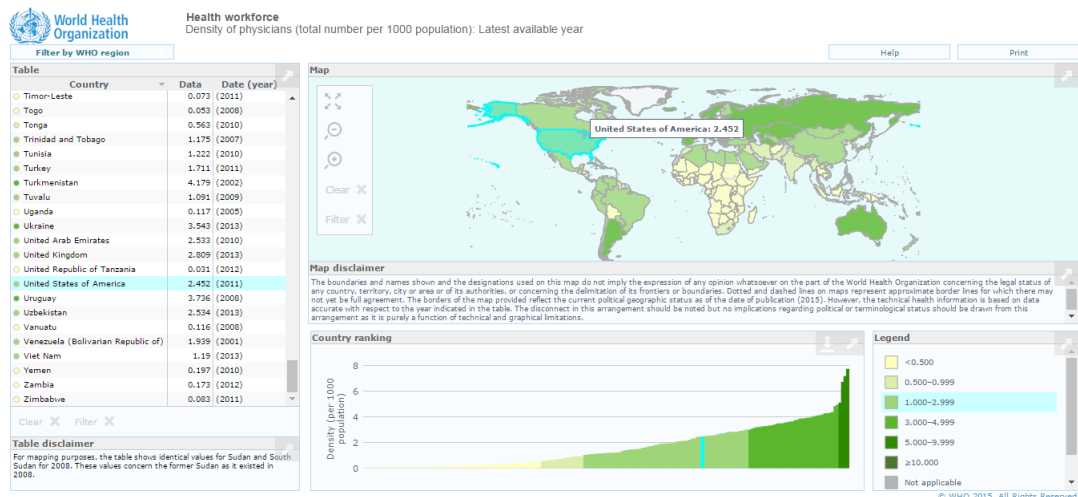 World Health
Organization
Health workforce
Density of physicians (total number per 1000 population): Latest available year
Filter by WHO region
Help
Print
Table
Country Data Date (year)
Timor-Leste 0.073 (2011)
Togo 0.053 (2008)
Tonga 0.563 (2010)
Trinidad and Tobago 1.175 (2007)
Tunisia 1.222 (2010)
Turkey 1.711 (2011)
Turkmenistan 4.179 (2002)
Tuvalu 1.091 (2009)
Uganda 0.117 (2005)
Ukraine 3.543 (2013)
United Arab Emirates 2.533 (2010)
United Kingdom 2.809 (2013)
United Republic of Tanzania 0.031 (2012)
United States of America 2.452 (2011)
Uruguay 3.736 (2008)
Uzbekistan 2.534 (2013)
Vanuatu 0.116 (2008)
Venezuela (Bolivarian Republic of) 1.939 (2001)
Viet Nam 1.19 (2013)
Yemen 0.197 (2010)
Zambia 0.173 (2012)
Zimbabwe 0.083 (2011)
Clear Filter
Table disclaimer
For mapping purposes, the table shows identical values for Sudan and South
Sudan for 2008. These values concern the former Sudan as it existed in
2008.
Map
Clear
Filter
United States of America: 2.452
Map disclaimer
The boundaries and names shown and the designations used on this map do not imply the expression of any opinion whatsoever on the part of the World Health Organization concerning the legal status of
any country, territory, city or area or of its authorities, or concerning the delimitation of its frontiers or boundaries. Dotted and dashed lines on maps represent approximate border lines for which there may
not yet be full agreement. The borders of the map provided reflect the current political geographic status as of the date of publication (2015). However, the technical health information is based on data
accurate with respect to the year indicated in the table. The disconnect in this arrangement should be noted but no implications regarding political or terminological status should be drawn from this
arrangement as it is purely a function of technical and graphical limitations.
Country ranking
Density (per 1000
population)
8
6
4
2
0
Legend
<0.500
0.500–0.999
1.000–2.999
3.000–4.999
5.000–9.999
≥10.000
Not applicable
© WHO 2015. All Rights Reserved